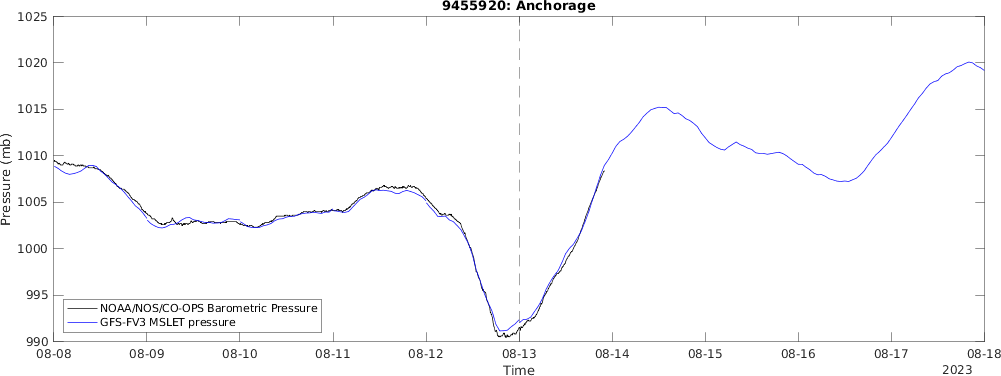 9455920: Anchorage
1025
1020
1015
1010
1005
1000
995
990
Pressure (mb)
NOAA/NOS/CO-OPS Barometric Pressure
GFS-FV3 MSLET pressure
08-08 08-09 08-10 08-11 08-12 08-13 08-14 08-15 08-16 08-17 08-18
Time
2023